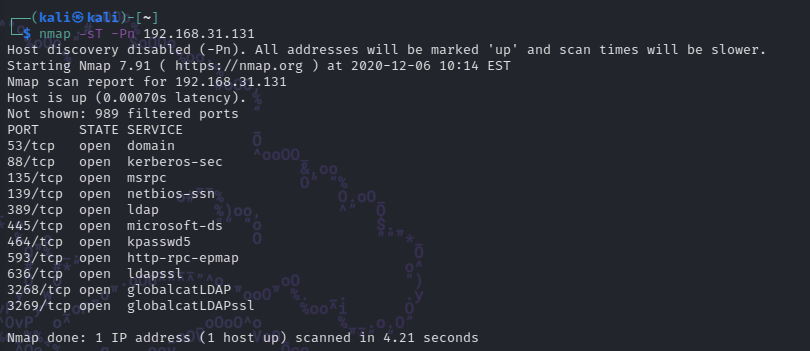 ┌──(kali㉿kali)-[~]
└─$ nmap -sT -Pn 192.168.31.131
Host discovery disabled (-Pn). All addresses will be marked 'up' and scan times will be slower.
Starting Nmap 7.91 ( https://nmap.org ) at 2020-12-06 10:14 EST
Nmap scan report for 192.168.31.131
Host is up (0.00070s latency).
Not shown: 989 filtered ports
PORT     STATE SERVICE
53/tcp   open  domain
88/tcp   open  kerberos-sec
135/tcp  open  msrpc
139/tcp  open  netbios-ssn
389/tcp  open  ldap
445/tcp  open  microsoft-ds
464/tcp  open  kpasswd5
593/tcp  open  http-rpc-epmap
636/tcp  open  ldapssl
3268/tcp open  globalcatLDAP
3269/tcp open  globalcatLDAPssl
Nmap done: 1 IP address (1 host up) scanned in 4.21 seconds